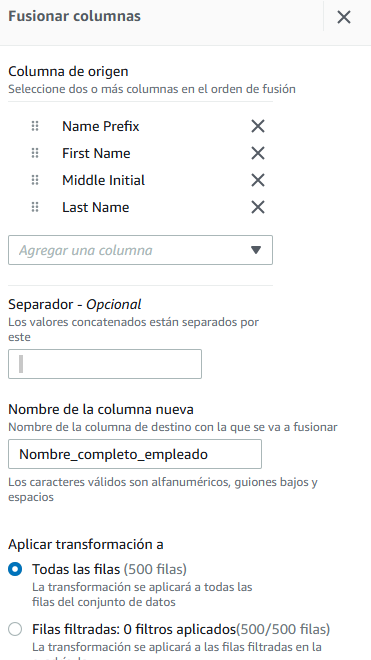 Fusionar columnas
Columna de origen
Seleccione dos o más columnas en el orden de fusión
Name Prefix
First Name
Middle Initial
Last Name
Agregar una columna
Separador - Opcional
Los valores concatenados están separados por
este
Nombre de la columna nueva
Nombre de la columna de destino con la que se va a fusionar
Nombre_completo_empleado
Los caracteres válidos son alfanuméricos, guiones bajos y
espacios
Aplicar transformación a
Todas las filas (500 filas)
La transformación se aplicará a todas las
filas del conjunto de datos
Filas filtradas: 0 filtros aplicados(500/500 filas)
La transformación se aplicará a las filas filtradas en la